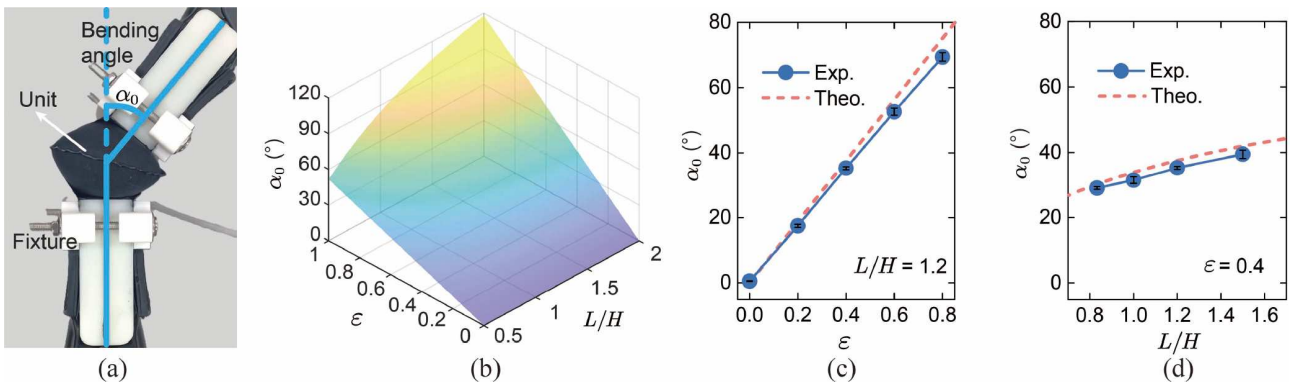 Bending
angle
α₀
Unit
Fixture
(a)
α₀ (°)
120
90
60
30
0
1
0.8
0.6
0.4
0.2
0
ε
0.5
1
1.5
2
L/H
(b)
α₀ (°)
80
60
40
20
0
Exp.
Theo.
L/H = 1.2
0.0 0.2 0.4 0.6 0.8
ε
(c)
α₀ (°)
80
60
40
20
0
Exp.
Theo.
ε = 0.4
0.8 1.0 1.2 1.4 1.6
L/H
(d)